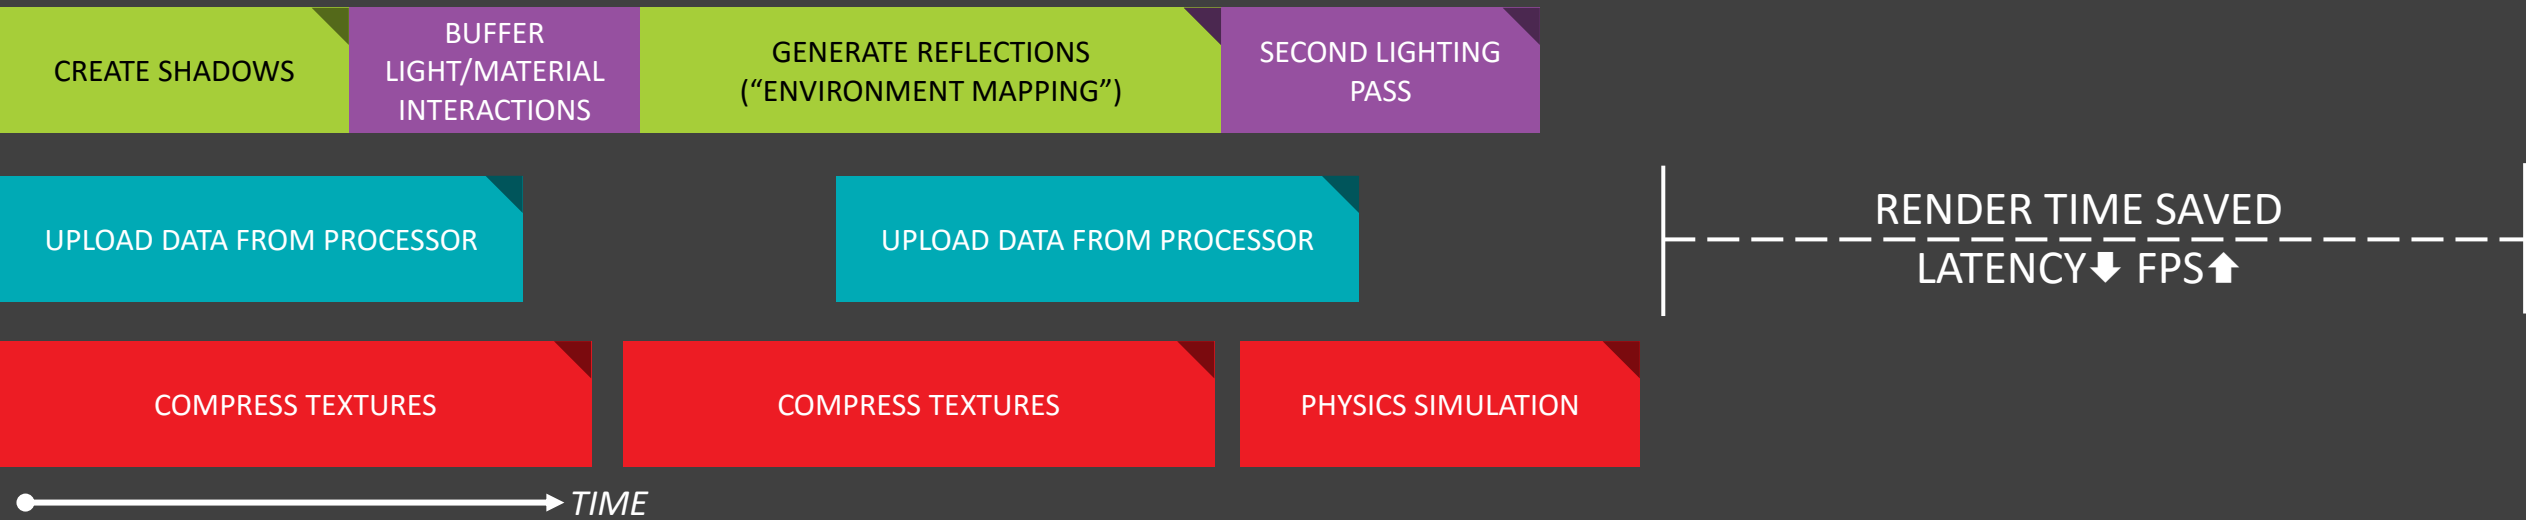 CREATE SHADOWS
BUFFER
LIGHT/MATERIAL
INTERACTIONS
GENERATE REFLECTIONS
(“ENVIRONMENT MAPPING”)
SECOND LIGHTING
PASS
UPLOAD DATA FROM PROCESSOR
UPLOAD DATA FROM PROCESSOR
RENDER TIME SAVED
LATENCY🡇 FPS🡅
COMPRESS TEXTURES
COMPRESS TEXTURES
PHYSICS SIMULATION
TIME